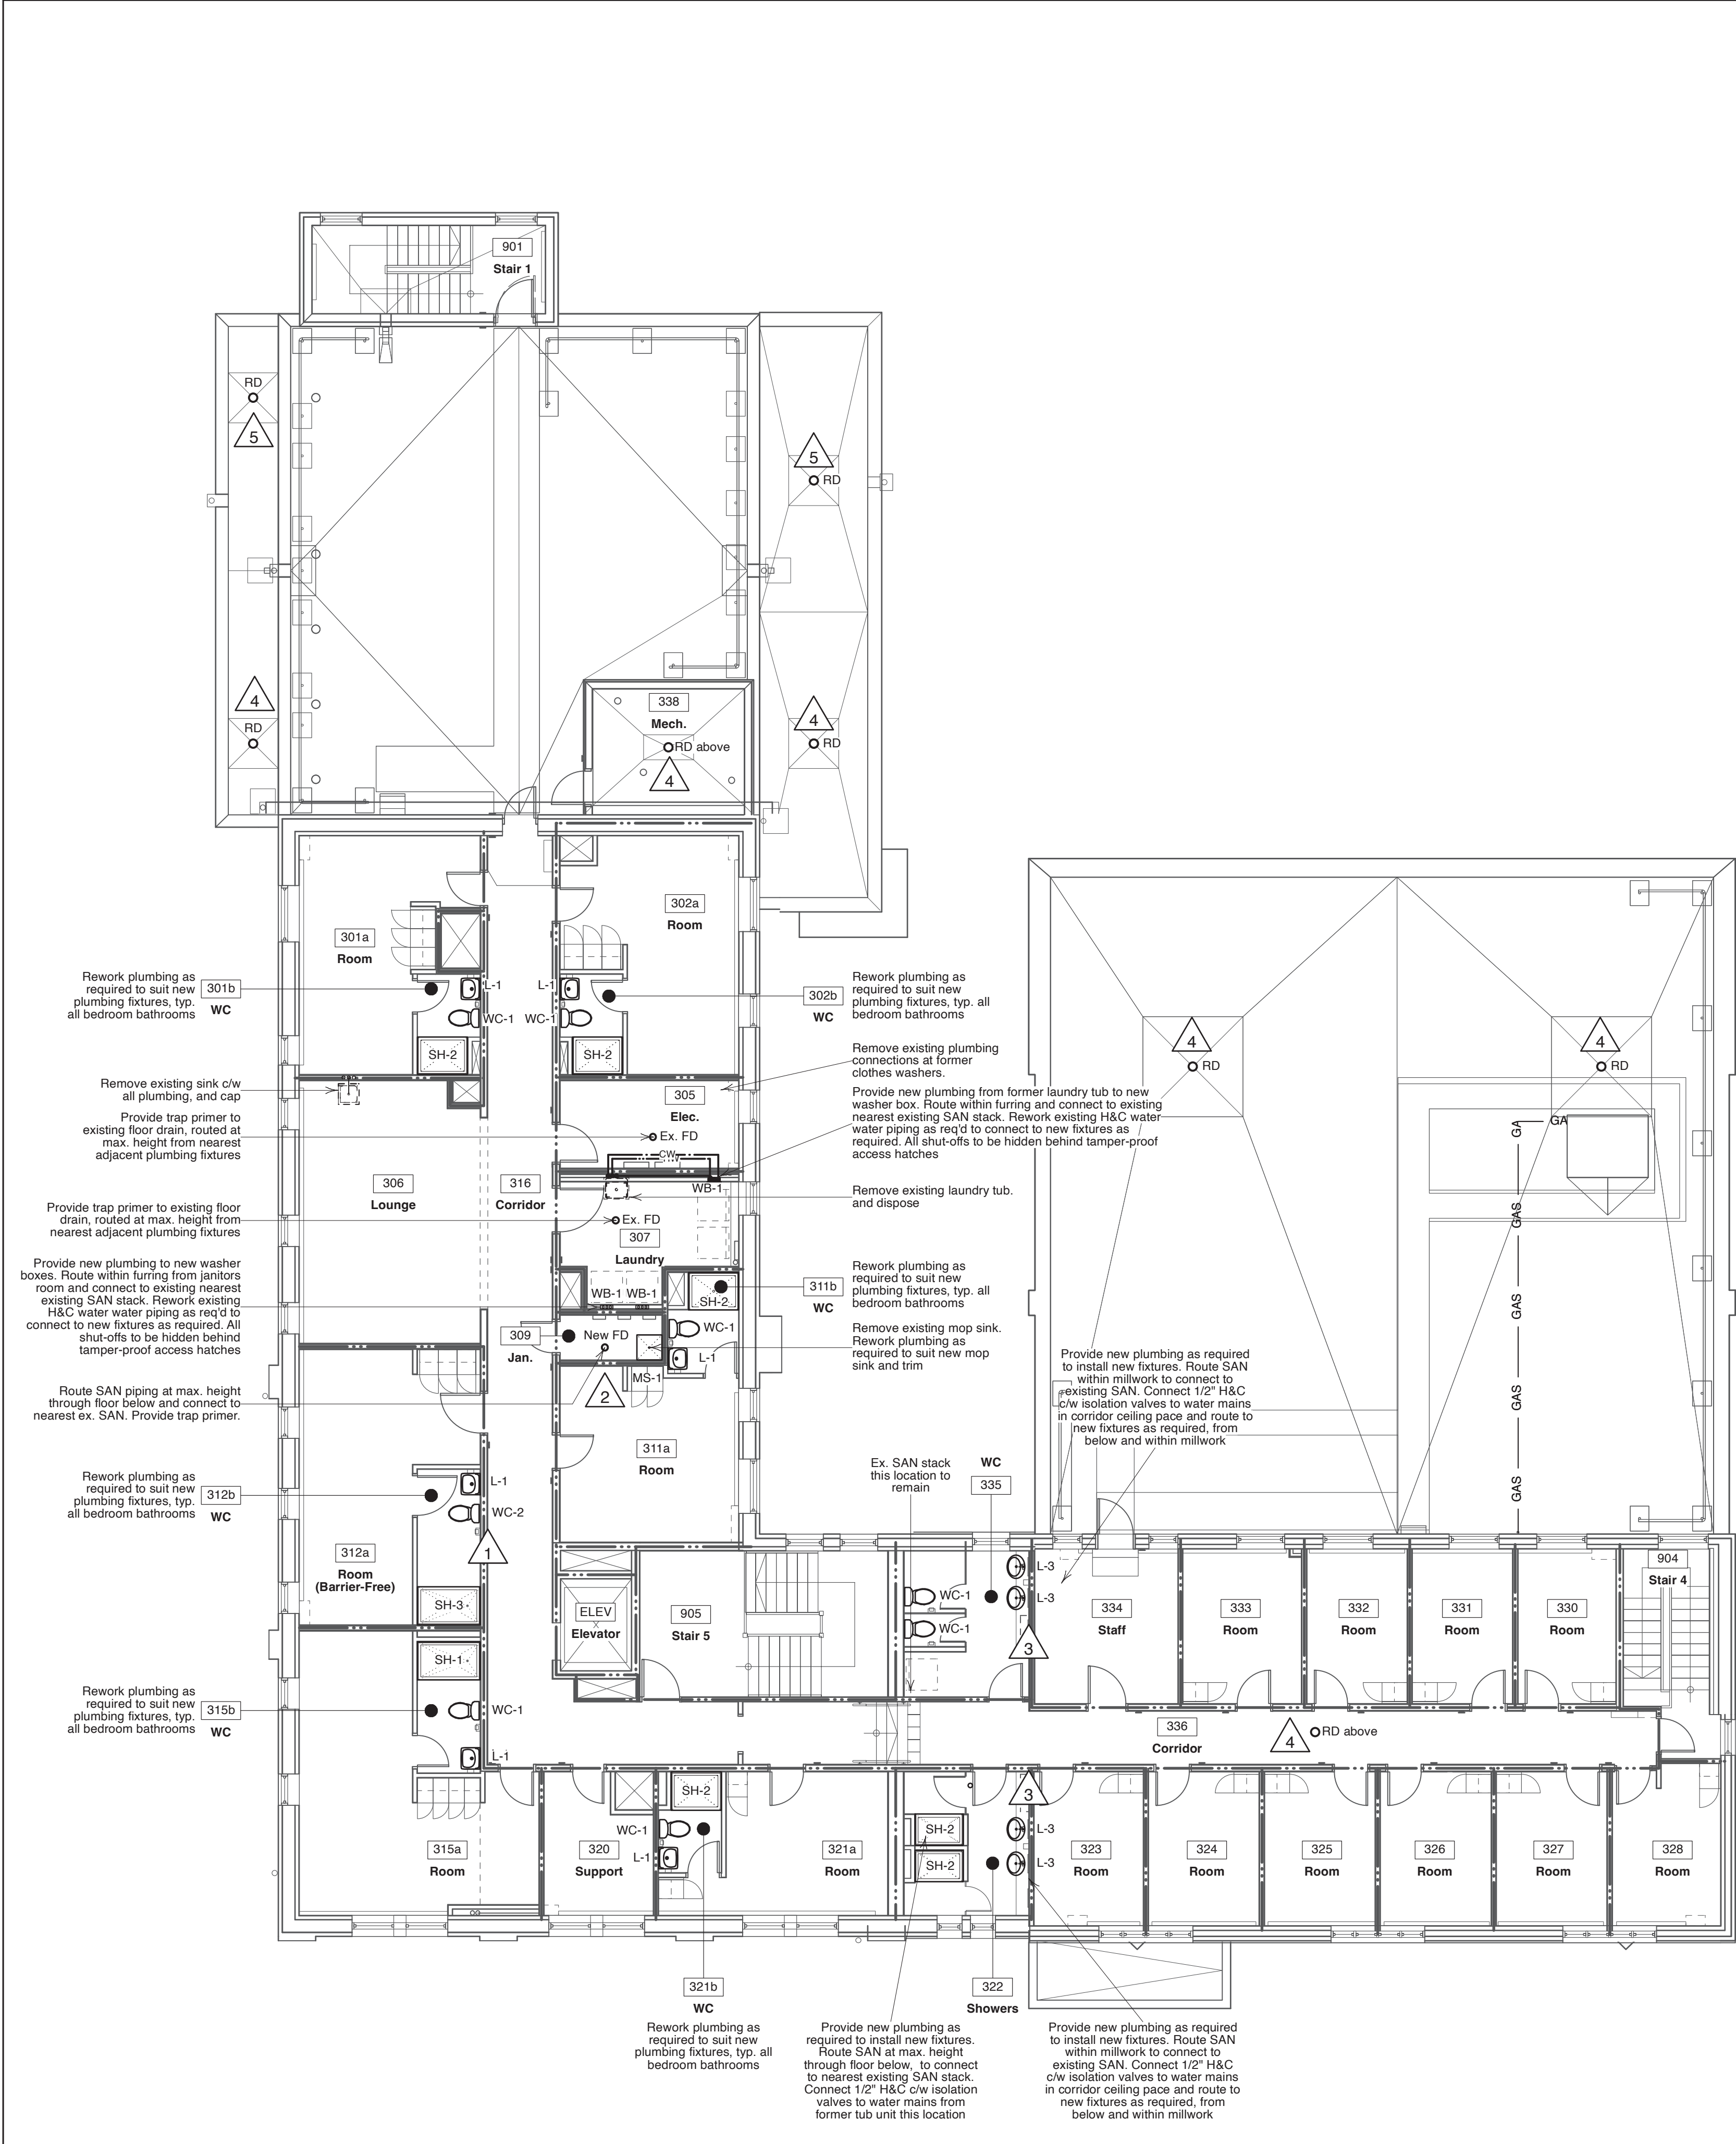 901
Stair 1
RD
5
5
RD
4
RD
338
Mech.
RD above
4
4
RD
301a
Room
302a
Room
Rework plumbing as
required to suit new
plumbing fixtures, typ.
all bedroom bathrooms
301b
WC
L-1
WC-1
SH-2
L-1
WC-1
SH-2
302b
WC
Rework plumbing as
required to suit new
plumbing fixtures, typ. all
bedroom bathrooms
4
RD
4
RD
Remove existing plumbing
connections at former
clothes washers.
Remove existing sink c/w
all plumbing, and cap
305
Elec.
Ex. FD
Provide new plumbing from former laundry tub to new
washer box. Route within furring and connect to existing
nearest existing SAN stack. Rework existing H&C water
water piping as req'd to connect to new fixtures as
required. All shut-offs to be hidden behind tamper-proof
access hatches
Provide trap primer to
existing floor drain, routed at
max. height from nearest
adjacent plumbing fixtures
CW
WB-1
GA
GA
GAS
GAS
GAS
GAS
306
Lounge
316
Corridor
Remove existing laundry tub.
and dispose
Provide trap primer to existing floor
drain, routed at max. height from
nearest adjacent plumbing fixtures
Ex. FD
307
Laundry
Provide new plumbing to new washer
boxes. Route within furring from janitors
room and connect to existing nearest
existing SAN stack. Rework existing
H&C water water piping as req'd to
connect to new fixtures as required. All
shut-offs to be hidden behind
tamper-proof access hatches
WB-1 WB-1
SH-2
311b
WC
Rework plumbing as
required to suit new
plumbing fixtures, typ. all
bedroom bathrooms
309
Jan.
New FD
WC-1
L-1
MS-1
2
Remove existing mop sink.
Rework plumbing as
required to suit new mop
sink and trim
Route SAN piping at max. height
through floor below and connect to
nearest ex. SAN. Provide trap primer.
Provide new plumbing as required
to install new fixtures. Route SAN
within millwork to connect to
existing SAN. Connect 1/2" H&C
c/w isolation valves to water mains
in corridor ceiling pace and route to
new fixtures as required, from
below and within millwork
311a
Room
Rework plumbing as
required to suit new
plumbing fixtures, typ.
all bedroom bathrooms
312b
WC
L-1
WC-2
1
312a
Room
(Barrier-Free)
SH-3
Ex. SAN stack
this location to
remain
WC
335
ELEV
Elevator
905
Stair 5
WC-1
WC-1
L-3
L-3
3
334
Staff
333
Room
332
Room
331
Room
330
Room
904
Stair 4
SH-1
Rework plumbing as
required to suit new
plumbing fixtures, typ.
all bedroom bathrooms
315b
WC
WC-1
L-1
336
Corridor
4
RD above
315a
Room
320
Support
SH-2
WC-1
L-1
321a
Room
SH-2
SH-2
3
L-3
L-3
323
Room
324
Room
325
Room
326
Room
327
Room
328
Room
321b
WC
Rework plumbing as
required to suit new
plumbing fixtures, typ. all
bedroom bathrooms
Provide new plumbing as
required to install new fixtures.
Route SAN at max. height
through floor below, to connect
to nearest existing SAN stack.
Connect 1/2" H&C c/w isolation
valves to water mains from
former tub unit this location
322
Showers
Provide new plumbing as required
to install new fixtures. Route SAN
within millwork to connect to
existing SAN. Connect 1/2" H&C
c/w isolation valves to water mains
in corridor ceiling pace and route to
new fixtures as required, from
below and within millwork